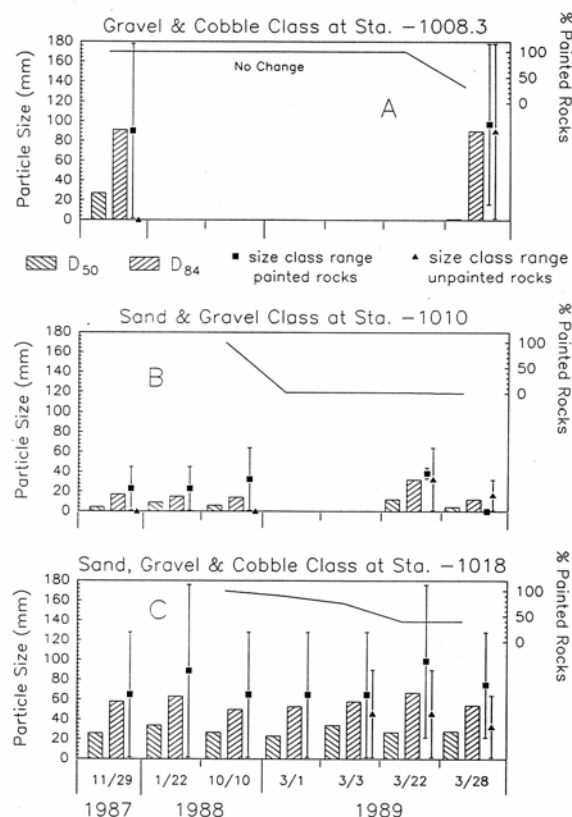 Gravel & Cobble Class at Sta. -1008.3
180
160
140
120
100
80
60
40
20
0
Particle Size (mm)
No Change
A
100
50
0
% Painted Rocks
D50
D84
size class range
painted rocks
size class range
unpainted rocks
Sand & Gravel Class at Sta. -1010
180
160
140
120
100
80
60
40
20
0
Particle Size (mm)
B
100
50
0
% Painted Rocks
Sand, Gravel & Cobble Class at Sta. -1018
180
160
140
120
100
80
60
40
20
0
Particle Size (mm)
C
100
50
0
% Painted Rocks
11/29 1/22 10/10 3/1 3/3 3/22 3/28
1987 1988 1989